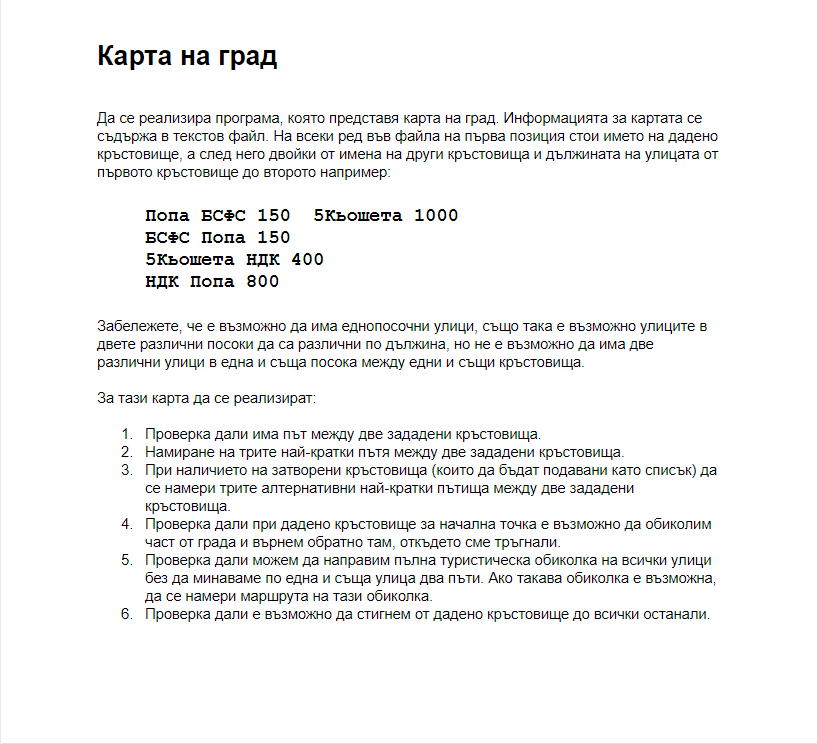 Карта на град
Да се реализира програма, която представя карта на град. Информацията за картата се
съдържа в текстов файл. На всеки ред във файла на първа позиция стои името на дадено
кръстовище, а след него двойки от имена на други кръстовища и дължината на улицата от
първото кръстовище до второто например:
Попа БСФС 150  5Кьошета 1000
БСФС Попа 150
5Кьошета НДК 400
НДК Попа 800
Забележете, че е възможно да има еднопосочни улици, също така е възможно улиците в
двете различни посоки да са различни по дължина, но не е възможно да има две
различни улици в една и съща посока между едни и същи кръстовища.
За тази карта да се реализират:
1. Проверка дали има път между две зададени кръстовища.
2. Намиране на трите най-кратки пътя между две зададени кръстовища.
3. При наличието на затворени кръстовища (които да бъдат подавани като списък) да
се намери трите алтернативни най-кратки пътища между две зададени
кръстовища.
4. Проверка дали при дадено кръстовище за начална точка е възможно да обиколим
част от града и върнем обратно там, откъдето сме тръгнали.
5. Проверка дали можем да направим пълна туристическа обиколка на всички улици
без да минаваме по една и съща улица два пъти. Ако такава обиколка е възможна,
да се намери маршрута на тази обиколка.
6. Проверка дали е възможно да стигнем от дадено кръстовище до всички останали.